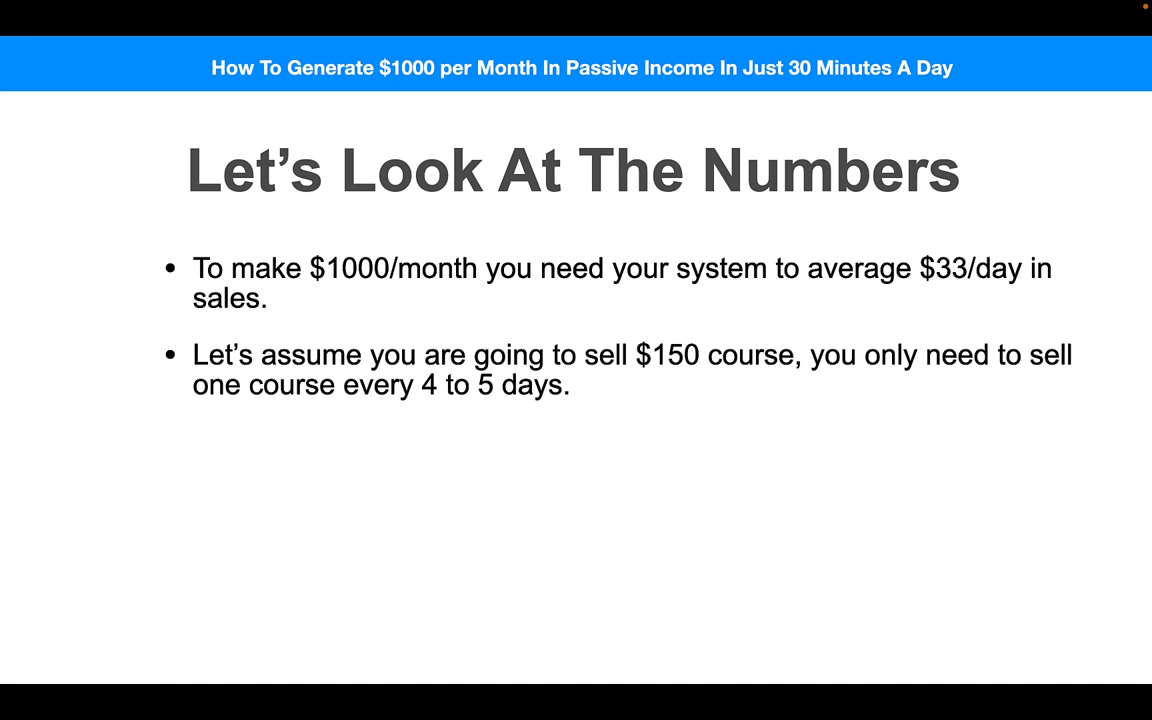 How To Generate $1000 per Month In Passive Income In Just 30 Minutes A Day
Let’s Look At The Numbers
• To make $1000/month you need your system to average $33/day in
sales.
• Let’s assume you are going to sell $150 course, you only need to sell
one course every 4 to 5 days.